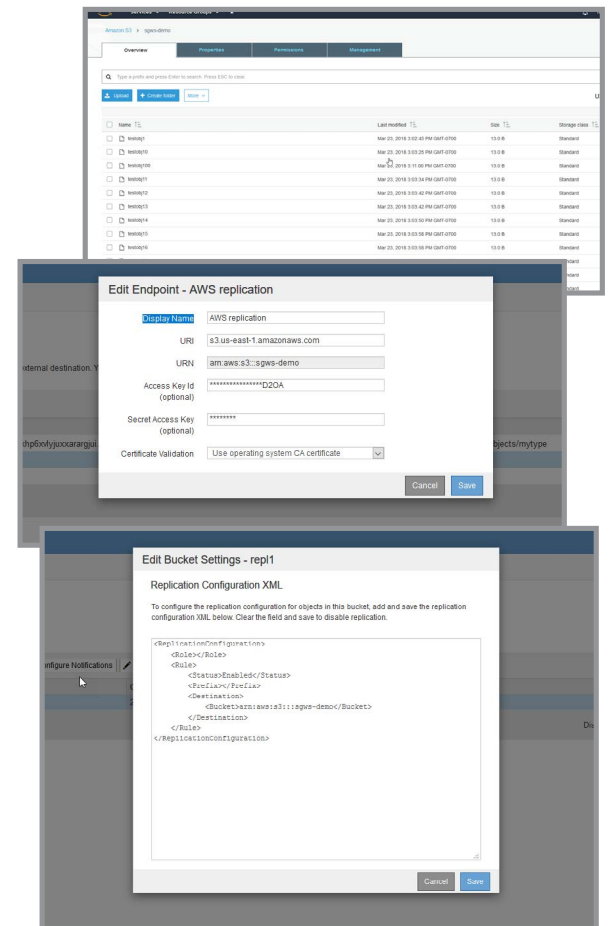 Services Resource Groups
Amazon S3 > sgws-demo
Overview Properties Permissions Management
Type a prefix and press Enter to search. Press ESC to clear.
Upload + Create folder More
Name Last modified Size Storage class
testobj1 Mar 23, 2018 3:02:45 PM GMT-0700 13.0 B Standard
testobj10 Mar 23, 2018 3:03:25 PM GMT-0700 13.0 B Standard
testobj100 Mar 23, 2018 3:11:00 PM GMT-0700 13.0 B Standard
testobj11 Mar 23, 2018 3:03:34 PM GMT-0700 13.0 B Standard
testobj12 Mar 23, 2018 3:03:42 PM GMT-0700 13.0 B Standard
testobj13 Mar 23, 2018 3:03:42 PM GMT-0700 13.0 B Standard
testobj14 Mar 23, 2018 3:03:50 PM GMT-0700 13.0 B Standard
testobj15 Mar 23, 2018 3:03:58 PM GMT-0700 13.0 B Standard
testobj16 Mar 23, 2018 3:03:58 PM GMT-0700 13.0 B Standard
Edit Endpoint - AWS replication
Display Name AWS replication
URI s3.us-east-1.amazonaws.com
xternal destination. Y
URN arn:aws:s3:::sgws-demo
Access Key Id ****************D2OA
(optional)
Secret Access Key ********
(optional)
bjects/mytype
Certificate Validation Use operating system CA certificate
Cancel Save
Edit Bucket Settings - repl1
Replication Configuration XML
To configure the replication configuration for objects in this bucket, add and save the replication
configuration XML below. Clear the field and save to disable replication.
<ReplicationConfiguration>
<Role></Role>
<Rule>
<Status>Enabled</Status>
<Prefix></Prefix>
<Destination>
<Bucket>arn:aws:s3:::sgws-demo</Bucket>
</Destination>
</Rule>
</ReplicationConfiguration>
onfigure Notifications
Cancel Save